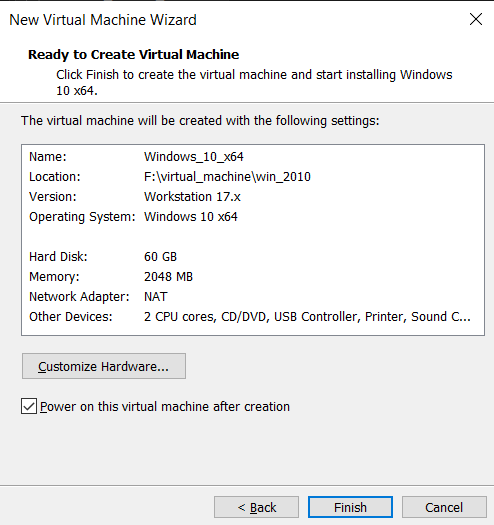 New Virtual Machine Wizard
Ready to Create Virtual Machine
Click Finish to create the virtual machine and start installing Windows
10 x64.
The virtual machine will be created with the following settings:
Name: Windows_10_x64
Location: F:\virtual_machine\win_2010
Version: Workstation 17.x
Operating System: Windows 10 x64
Hard Disk: 60 GB
Memory: 2048 MB
Network Adapter: NAT
Other Devices: 2 CPU cores, CD/DVD, USB Controller, Printer, Sound C...
Customize Hardware...
Power on this virtual machine after creation
< Back Finish Cancel